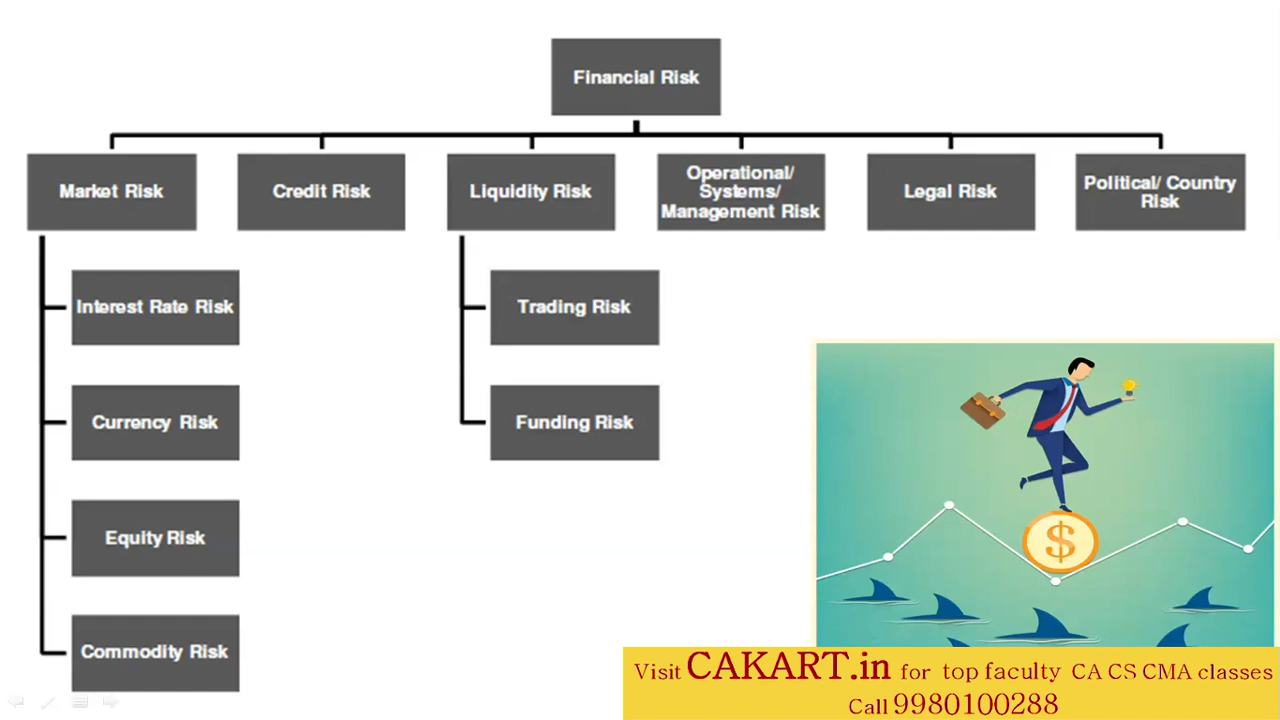 Financial Risk
Market Risk
Credit Risk
Liquidity Risk
Operational/
Systems/
Management Risk
Legal Risk
Political/ Country
Risk
Interest Rate Risk
Currency Risk
Equity Risk
Commodity Risk
Trading Risk
Funding Risk
$
Visit CAKART.in for top faculty CA CS CMA classes
Call 9980100288